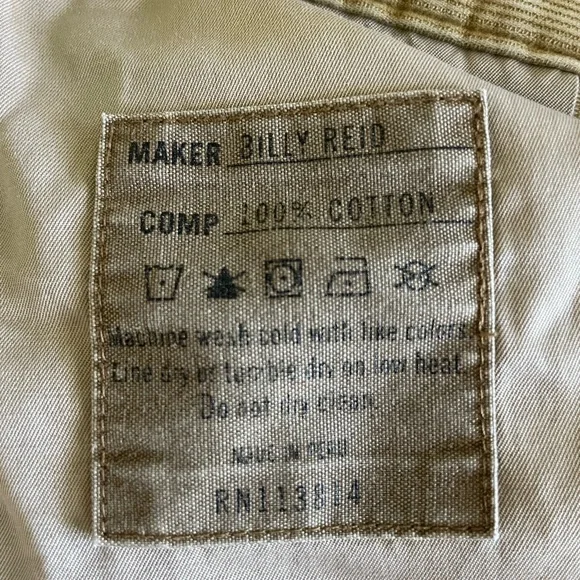 MAKER BILLY REID
COMP 100% COTTON
Machine wash cold with like colors.
Line dry or tumble dry on low heat.
Do not dry clean.
MADE IN PERU
RN113814